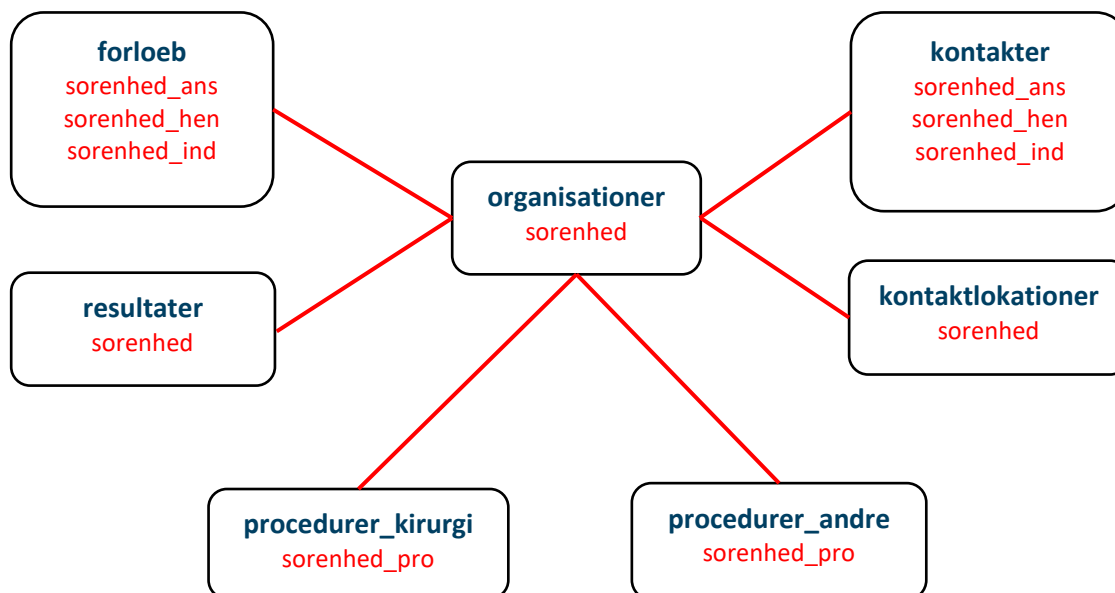 forloeb
sorenhed_ans
sorenhed_hen
sorenhed_ind
kontakter
sorenhed_ans
sorenhed_hen
sorenhed_ind
organisationer
sorenhed
resultater
sorenhed
kontaktlokationer
sorenhed
procedurer_kirurgi
sorenhed_pro
procedurer_andre
sorenhed_pro